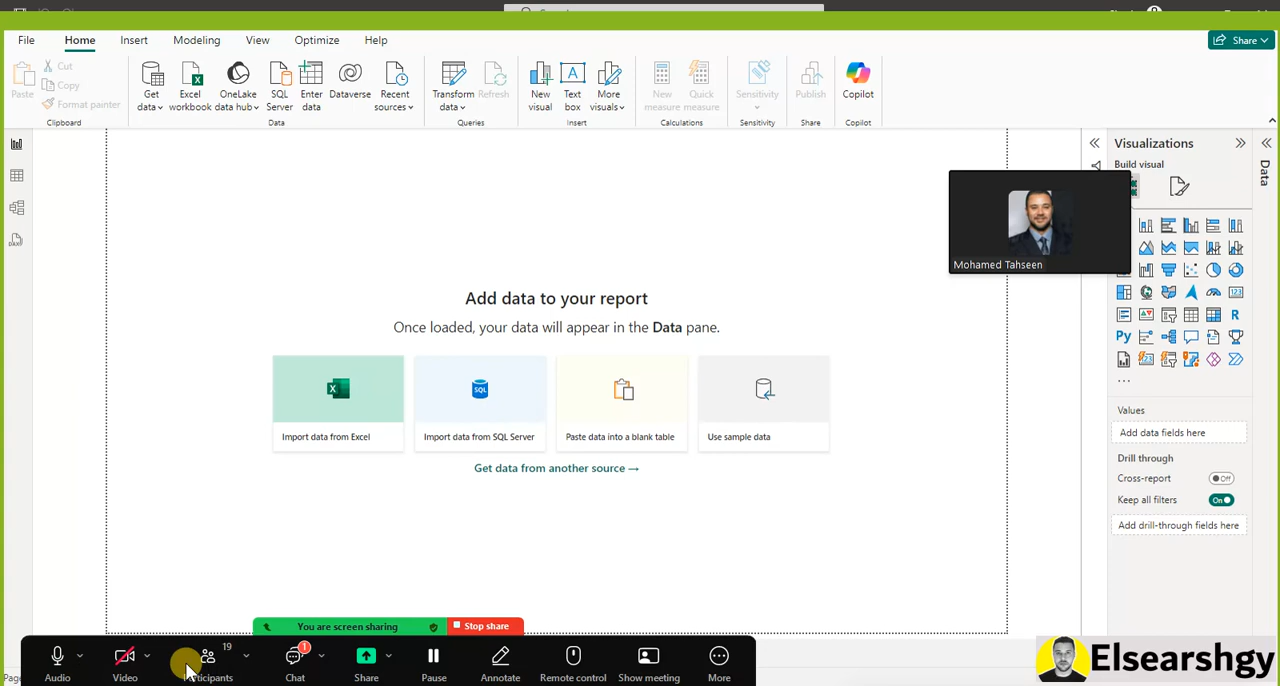 File Home Insert Modeling View Optimize Help
Share
Paste
Cut
Copy
Format painter
Clipboard
Get data
Excel workbook
OneLake data hub
SQL Server
Enter data
Dataverse
Recent sources
Data
Transform data
Refresh
Queries
New visual
Text box
More visuals
Insert
New measure
Quick measure
Calculations
Sensitivity
Sensitivity
Publish
Share
Copilot
Copilot
Visualizations
Build visual
Data
Mohamed Tahseen
Add data to your report
Once loaded, your data will appear in the Data pane.
Import data from Excel
Import data from SQL Server
Paste data into a blank table
Use sample data
Get data from another source →
Values
Add data fields here
Drill through
Cross-report Off
Keep all filters On
Add drill-through fields here
You are screen sharing
Stop share
Audio
Video
19
Participants
1
Chat
Share
Pause
Annotate
Remote control
Show meeting
More
Elsearshgy